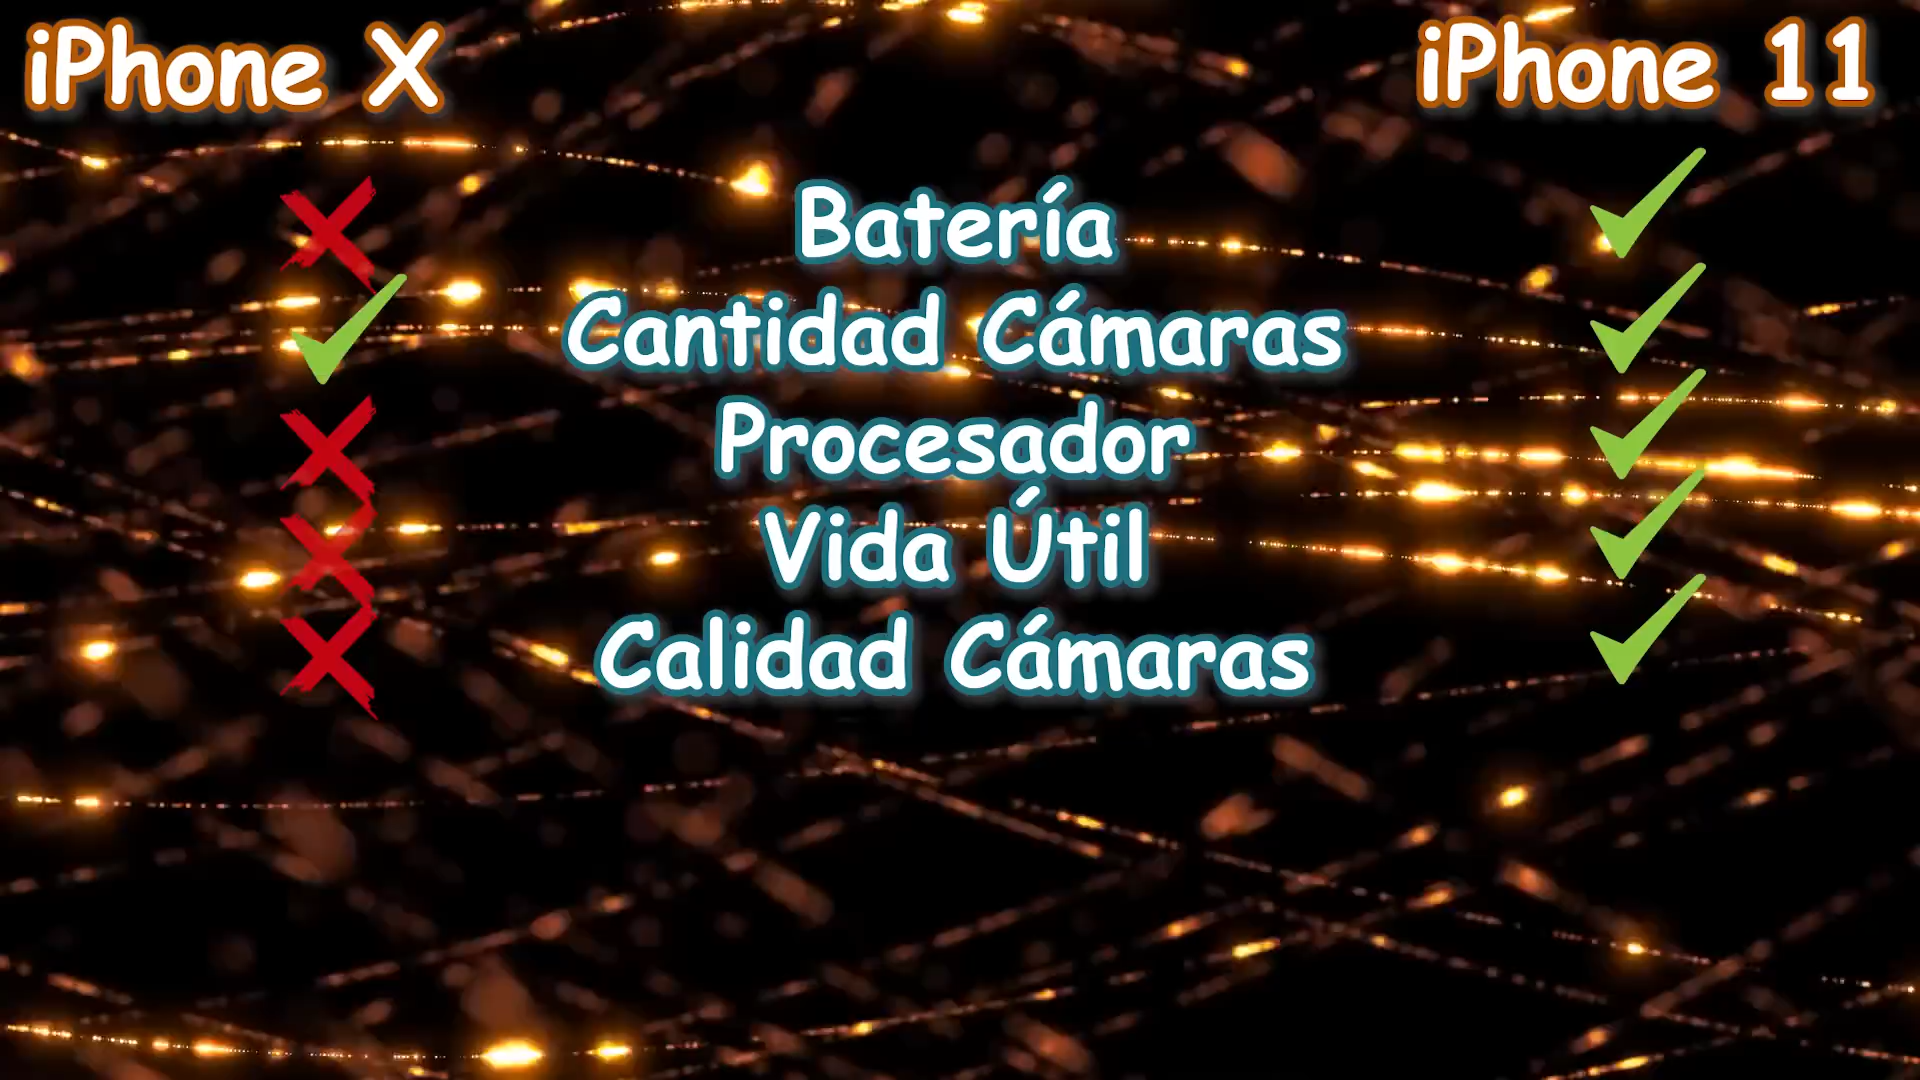 iPhone X
iPhone 11
Batería
Cantidad Cámaras
Procesador
Vida Útil
Calidad Cámaras